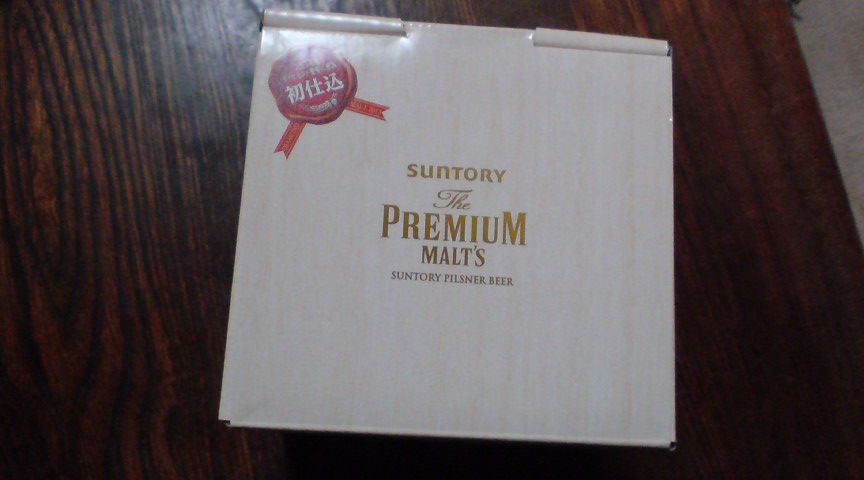 初仕込
SUNTORY
The
PREMIUM
MALT'S
SUNTORY PILSNER BEER